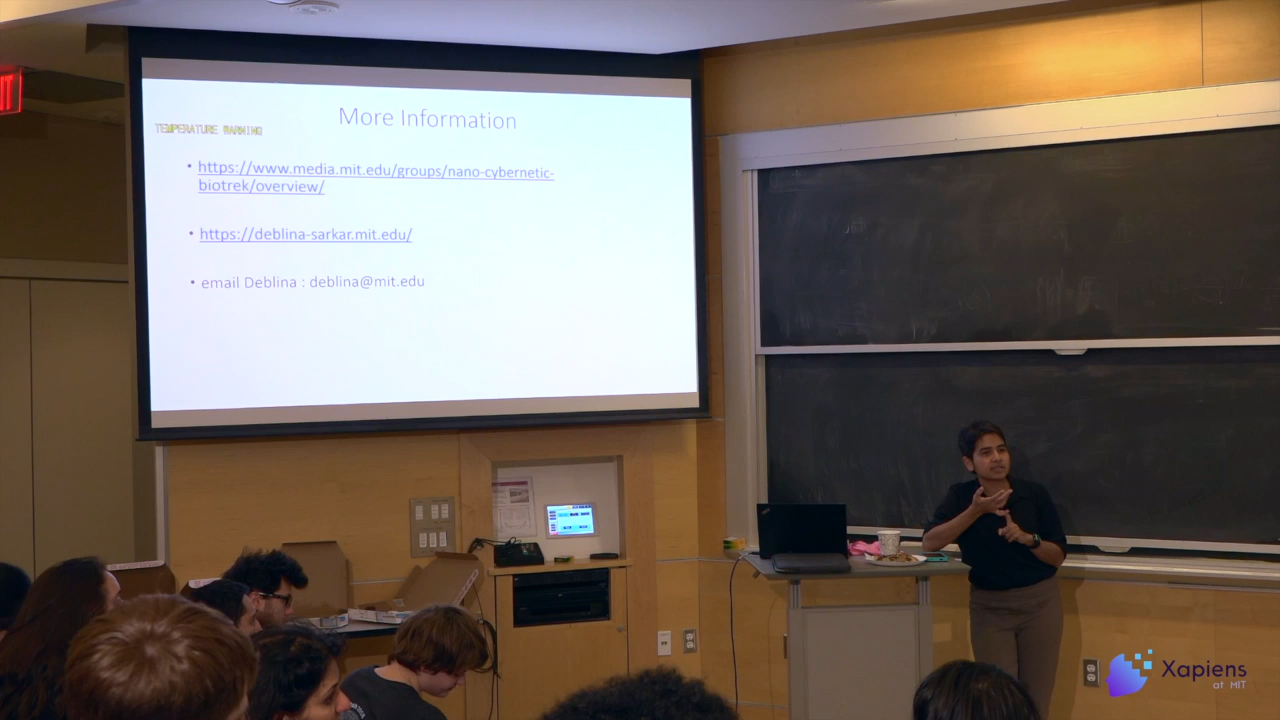 More Information
TEMPERATURE WARNING
• https://www.media.mit.edu/groups/nano-cybernetic-
biotrek/overview/
• https://deblina-sarkar.mit.edu/
• email Deblina : deblina@mit.edu
Xapiens
at MIT